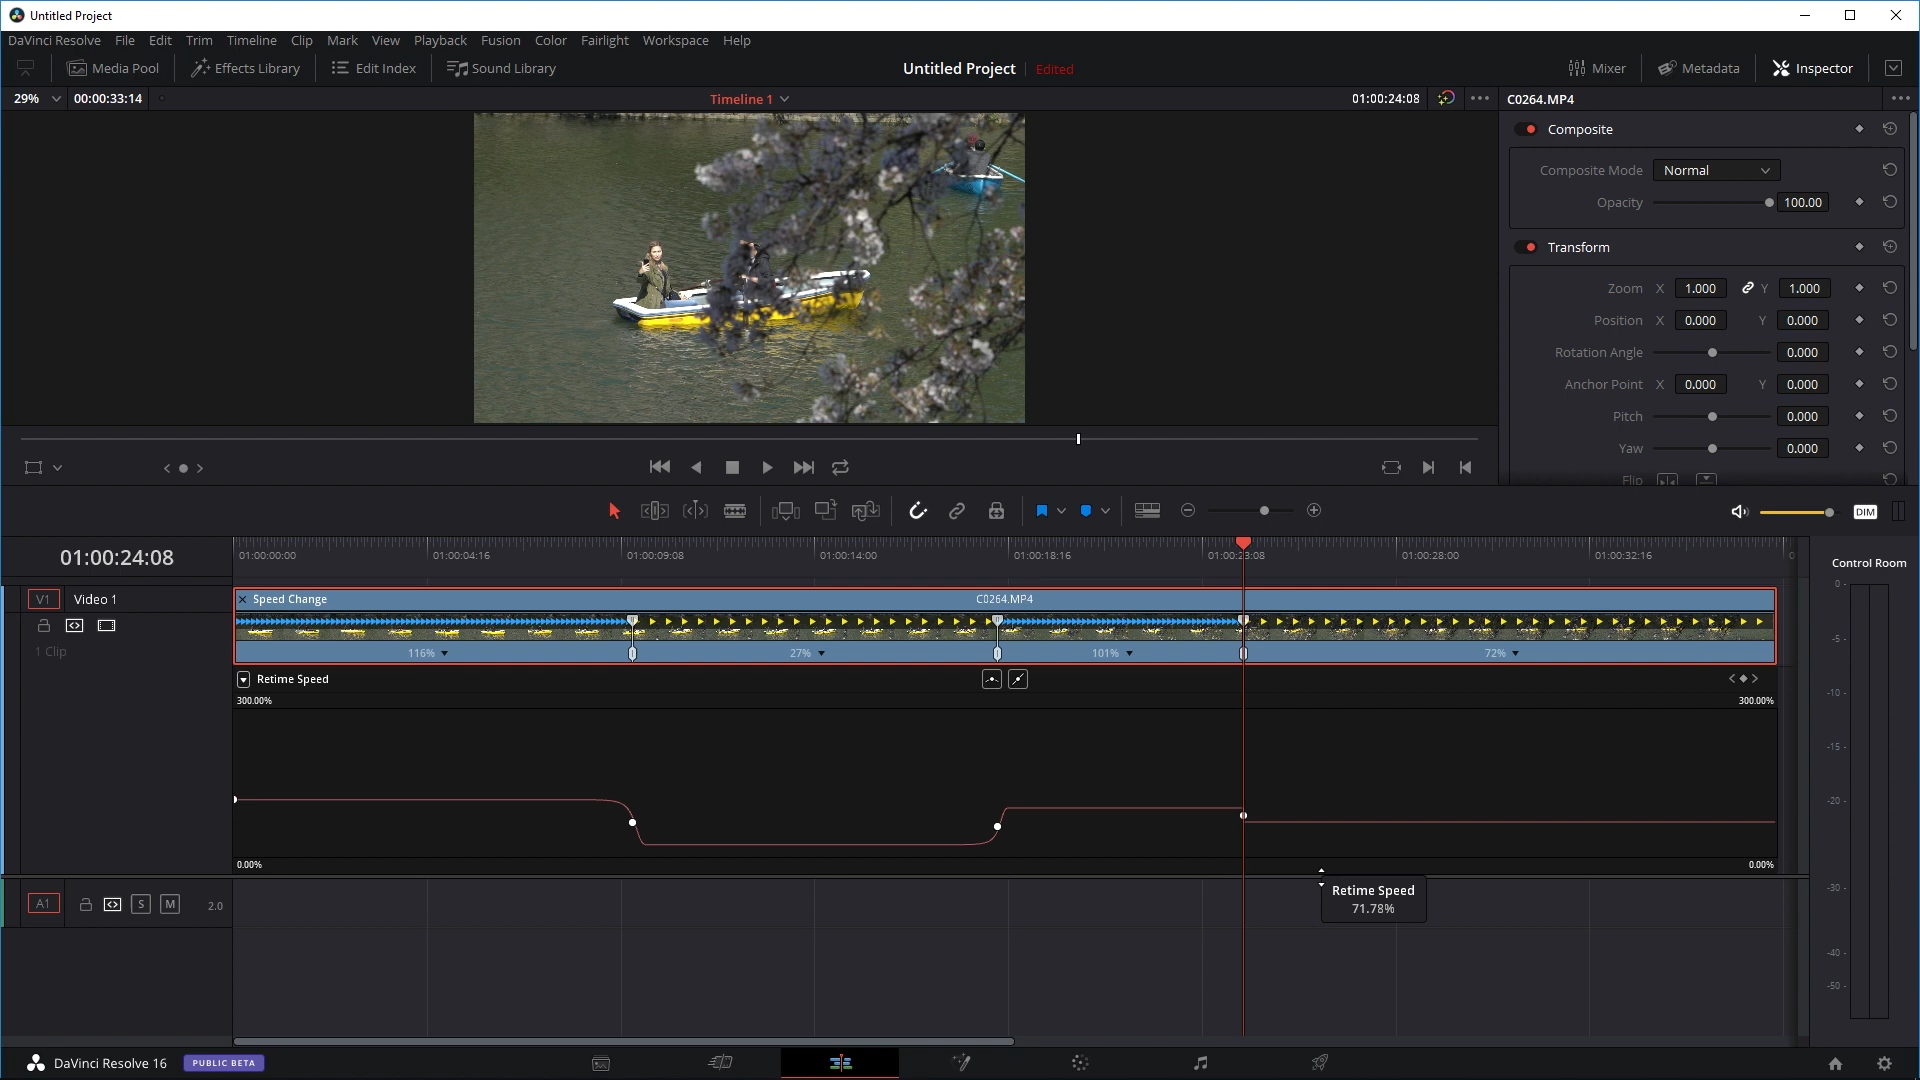 Untitled Project
DaVinci Resolve File Edit Trim Timeline Clip Mark View Playback Fusion Color Fairlight Workspace Help
Media Pool Effects Library Edit Index Sound Library Untitled Project Edited Mixer Metadata Inspector
29% 00:00:33:14 Timeline 1 01:00:24:08 C0264.MP4
Composite
Composite Mode Normal
Opacity 100.00
Transform
Zoom X 1.000 Y 1.000
Position X 0.000 Y 0.000
Rotation Angle 0.000
Anchor Point X 0.000 Y 0.000
Pitch 0.000
Yaw 0.000
Flip
DIM
01:00:24:08 01:00:00:00 01:00:04:16 01:00:09:08 01:00:14:00 01:00:18:16 01:00:23:08 01:00:28:00 01:00:32:16 0
Control Room
V1 Video 1 Speed Change C0264.MP4
1 Clip 116% 27% 101% 72%
Retime Speed
300.00% 300.00%
0.00% 0.00%
A1 S M 2.0
Retime Speed
71.78%
0 -
-5 -
-10 -
-15 -
-20 -
-30 -
-40 -
-50 -
DaVinci Resolve 16 PUBLIC BETA